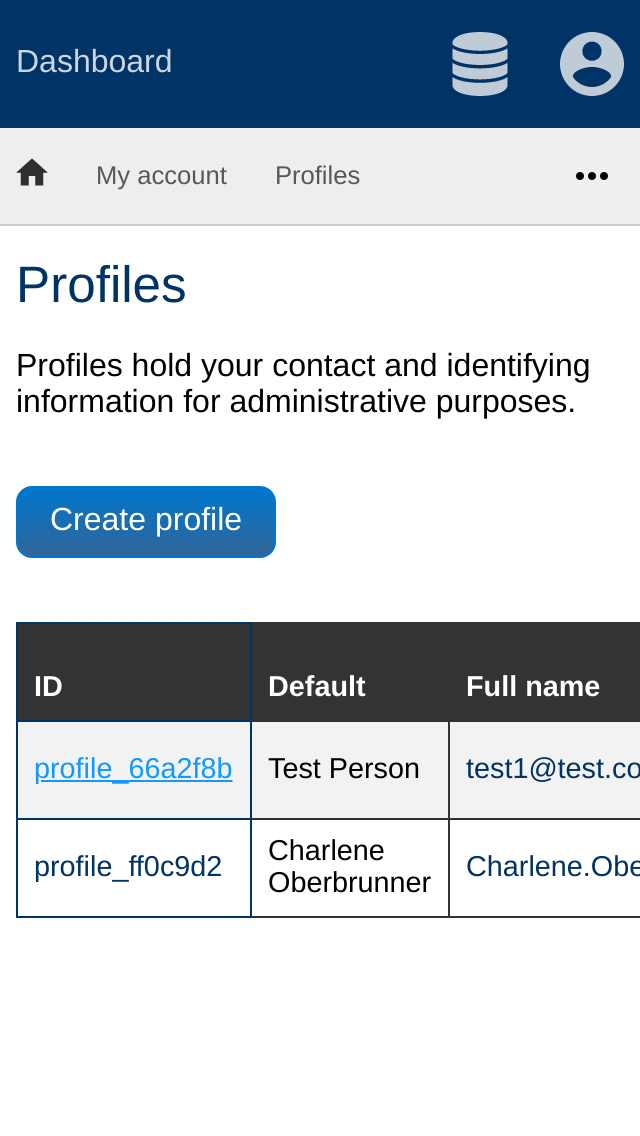 Dashboard
My account Profiles
Profiles
Profiles hold your contact and identifying
information for administrative purposes.
Create profile
ID Default Full name
profile_66a2f8b Test Person test1@test.co
profile_ff0c9d2 Charlene Oberbrunner Charlene.Obe